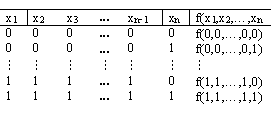 x₁ x₂ x₃ ... xₙ₋₁ xₙ f(x₁,x₂,...,xₙ
0 0 0 ... 0 0 f(0,0,...,0,0)
0 0 0 ... 0 1 f(0,0,...,0,1)
⋮ ⋮ ⋮ ⋮ ⋮ ⋮
1 1 1 ... 1 0 f(1,1,...,1,0)
1 1 1 ... 1 1 f(1,1,...,1,1)